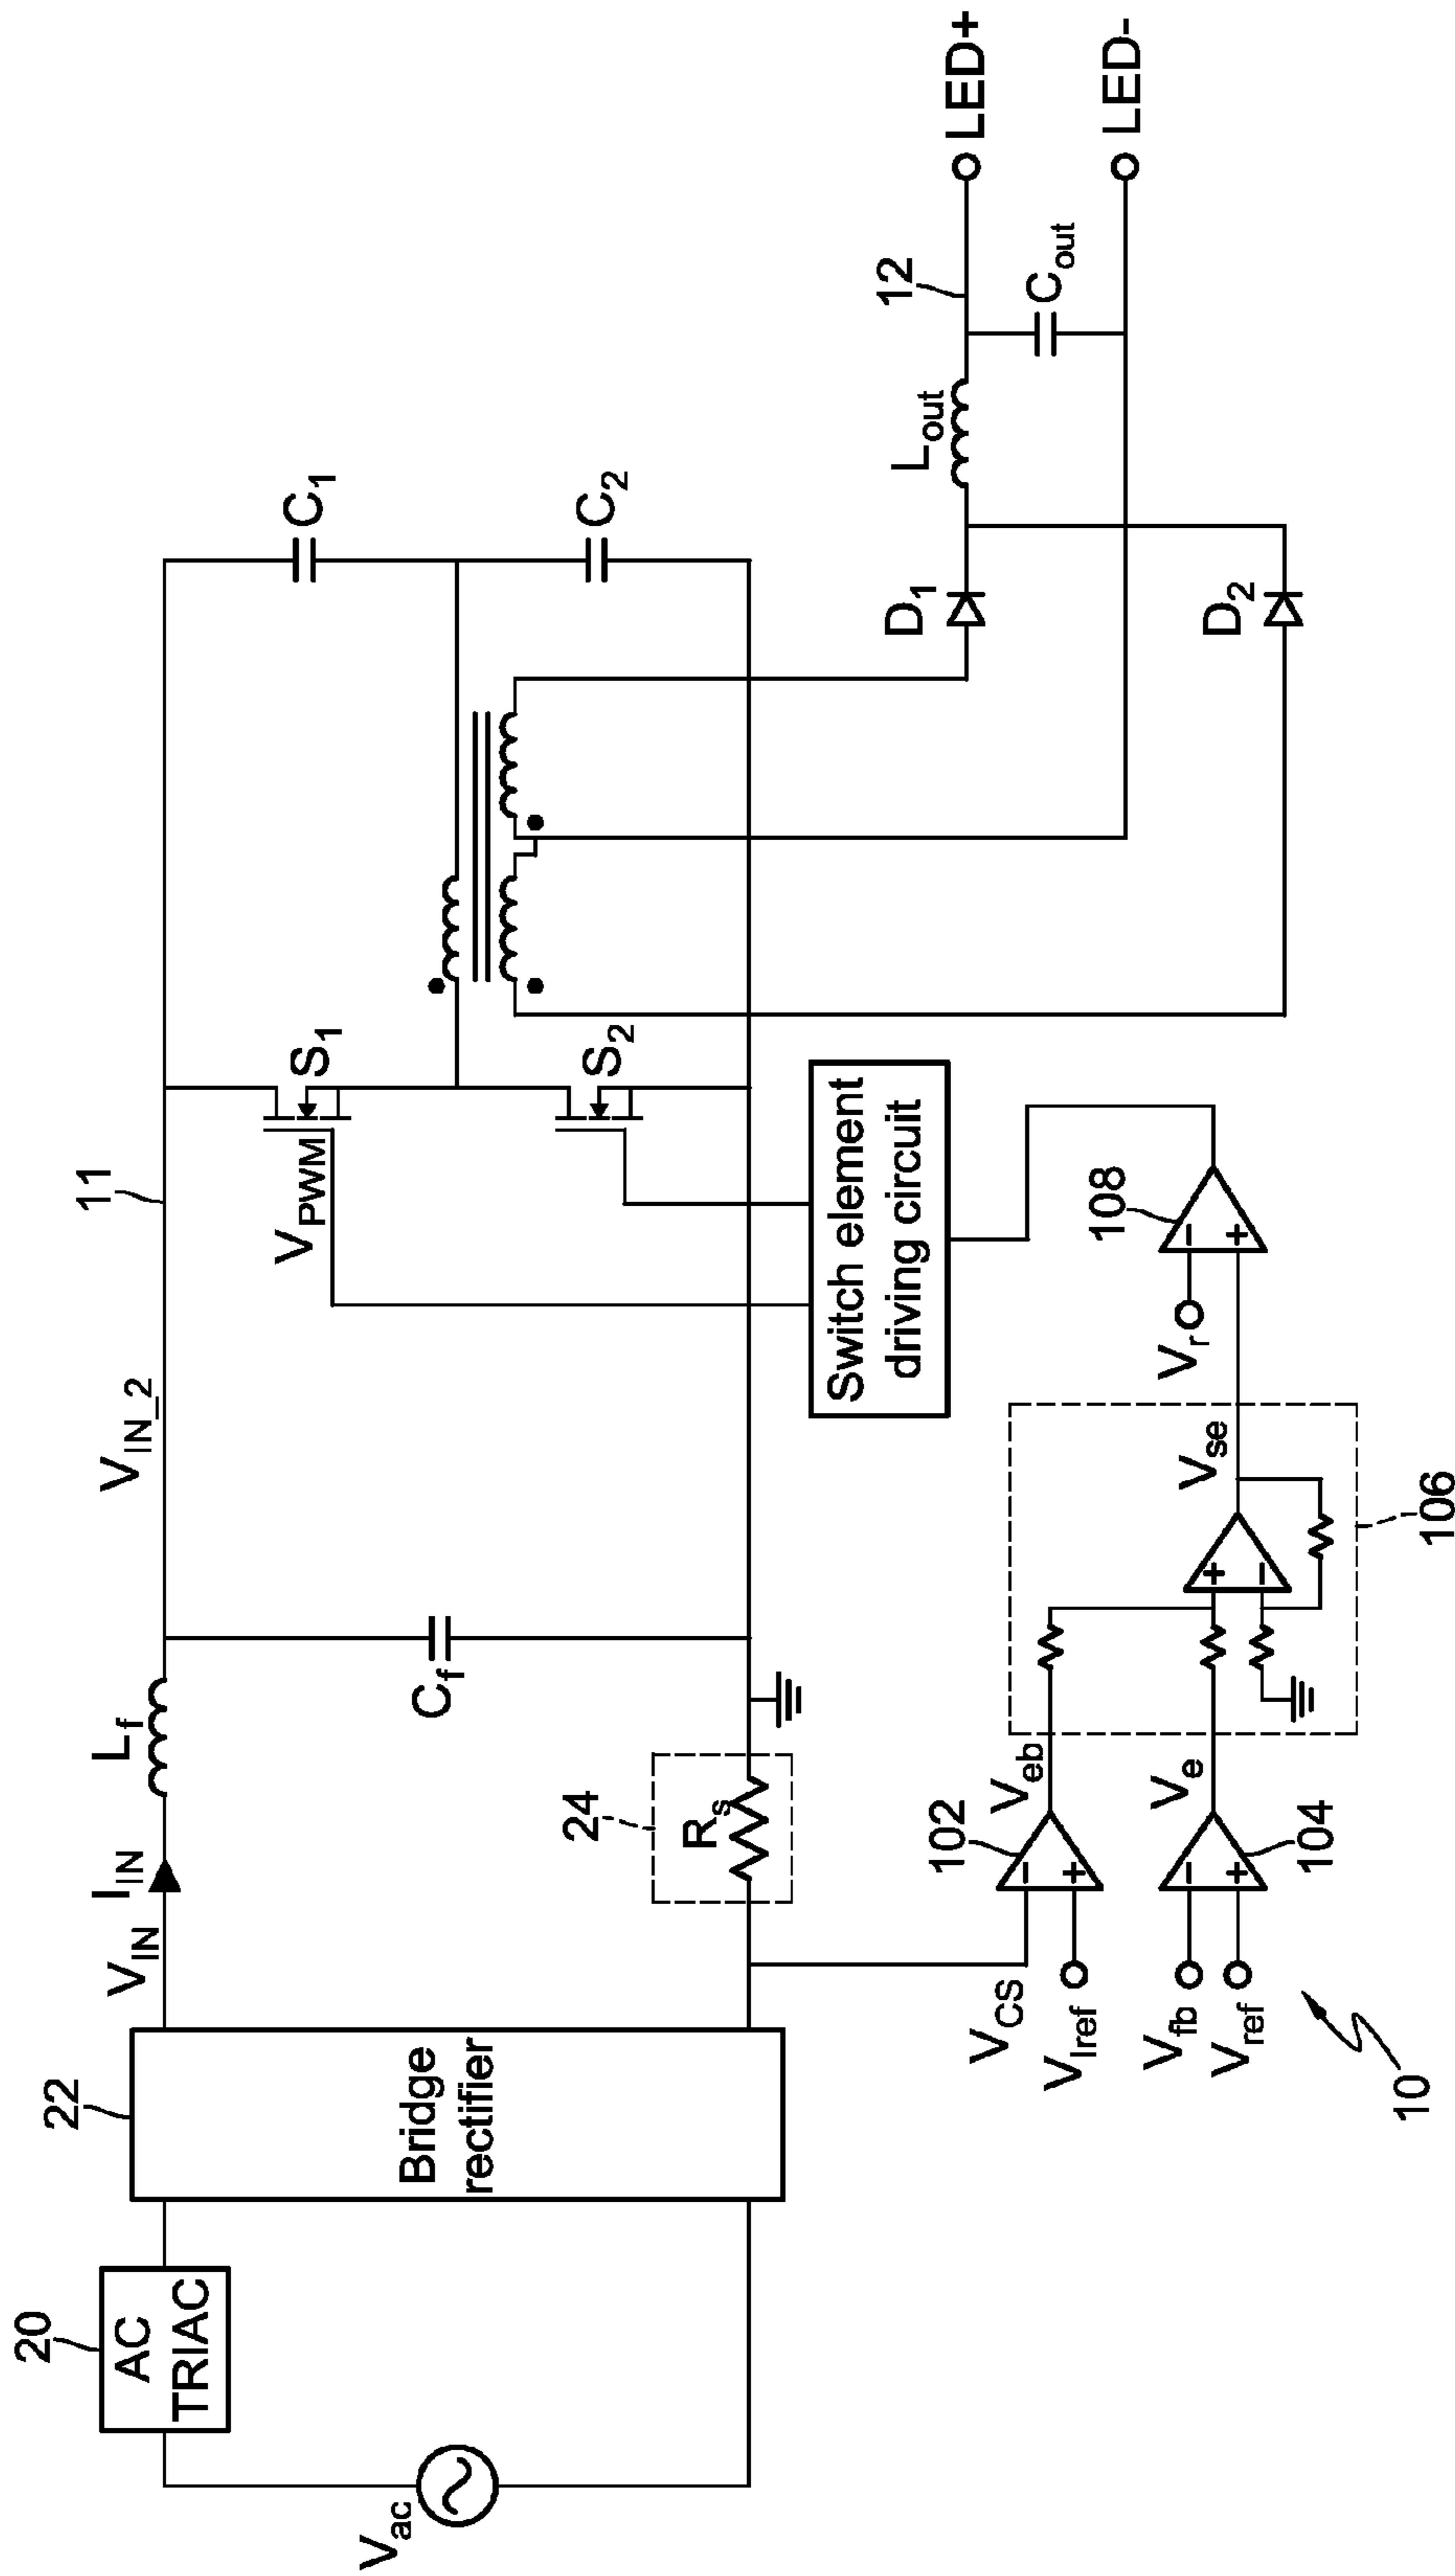 20
AC
TRIAC
Vac
22
Bridge
rectifier
VIN
IIN
Lf
Cf
24
Rs
VIN_2
11
VPWM
S1
S2
C1
C2
Switch element
driving circuit
D1
D2
Lout
12
Cout
LED+
LED-
VCS
VIref
102
Veb
Vfb
Vref
104
Ve
10
- +
- +
+ -
Vse
106
Vr
108
- +